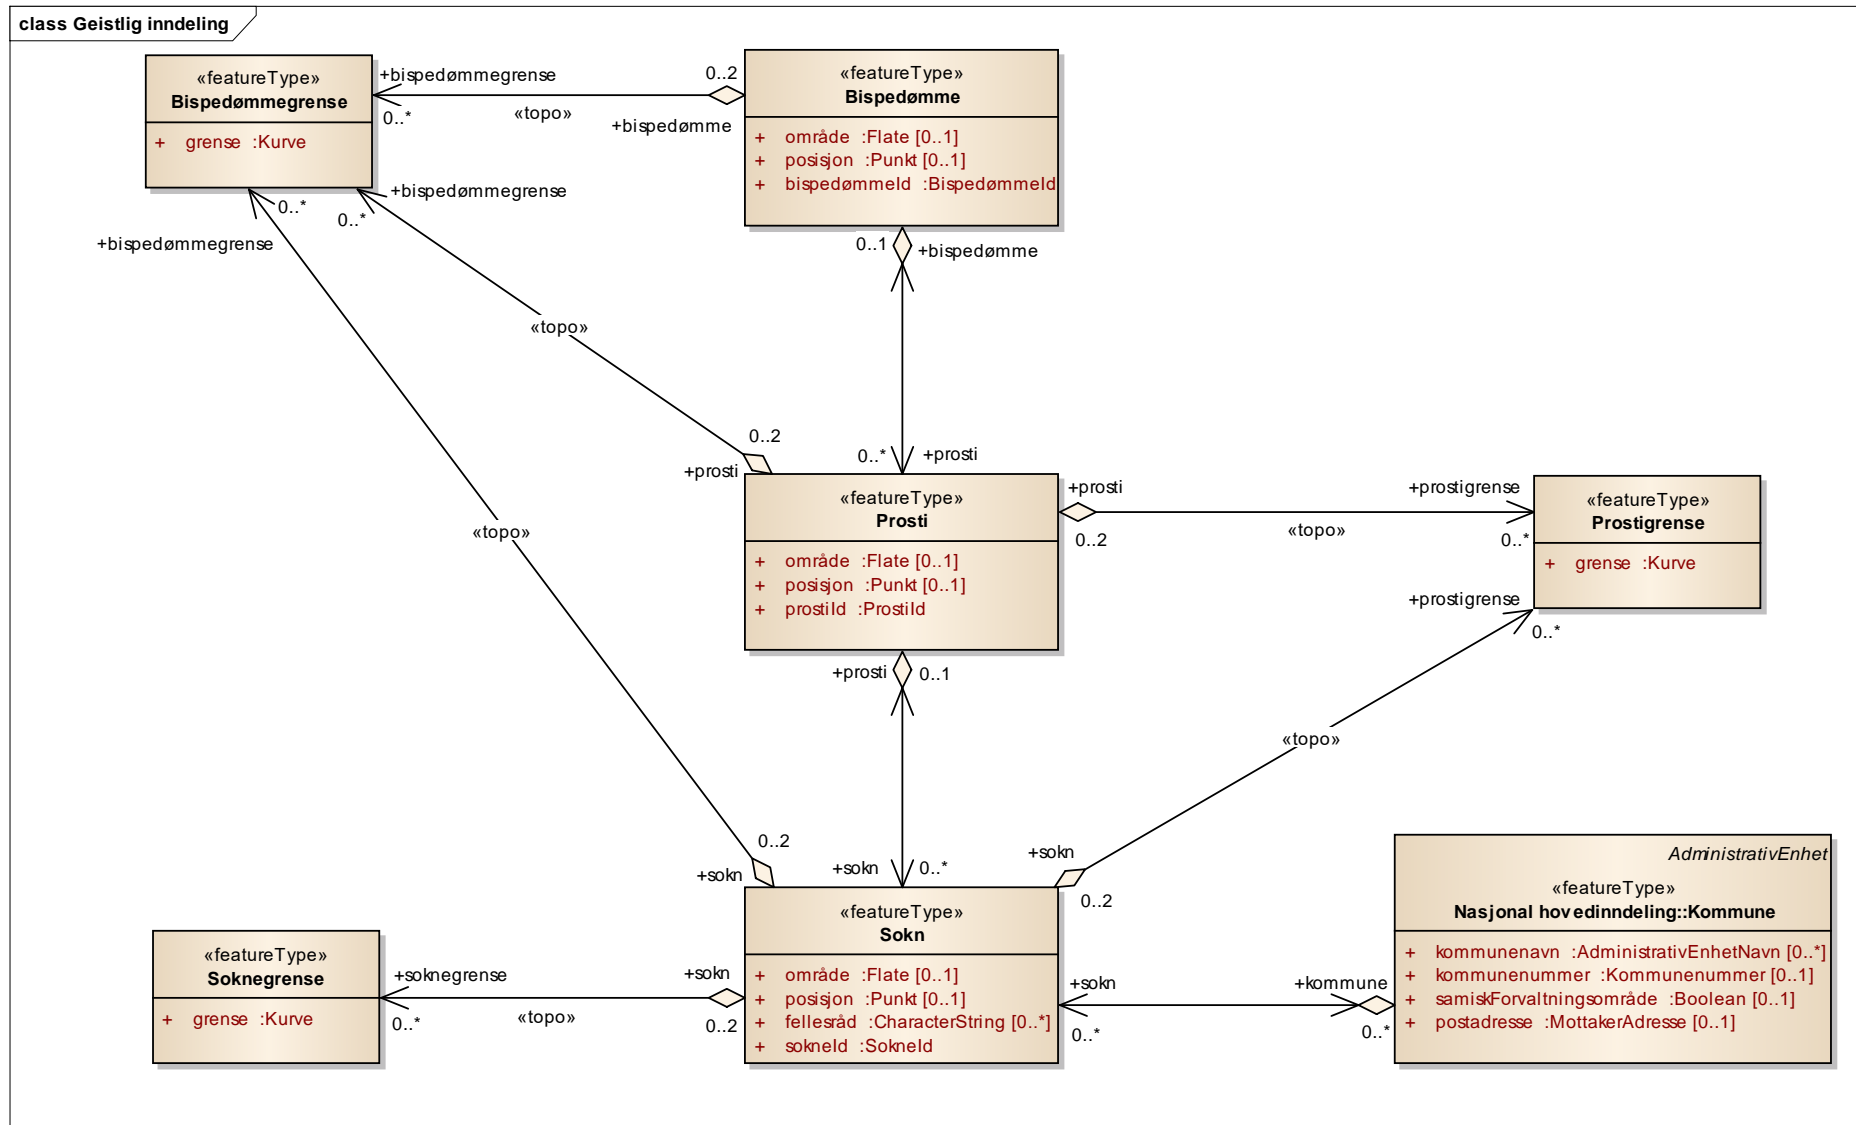 class Geistlig inndeling
«featureType»
Bispedømmegrense
+ grense :Kurve
+bispedømmegrense
0..*
«topo»
0..2
+bispedømme
«featureType»
Bispedømme
+ område :Flate [0..1]
+ posisjon :Punkt [0..1]
+ bispedømmeId :BispedømmeId
+bispedømmegrense
0..*
0..*
+bispedømmegrense
0..1
+bispedømme
«topo»
«topo»
0..2
+prosti
0..*
+prosti
«featureType»
Prosti
+ område :Flate [0..1]
+ posisjon :Punkt [0..1]
+ prostiId :ProstiId
+prosti
0..2
«topo»
+prostigrense
0..*
«featureType»
Prostigrense
+ grense :Kurve
+prostigrense
0..*
+prosti
0..1
«topo»
0..2
+sokn
+sokn
0..*
+sokn
0..2
«featureType»
Sokn
+ område :Flate [0..1]
+ posisjon :Punkt [0..1]
+ fellesråd :CharacterString [0..*]
+ sokneId :SokneId
«featureType»
Soknegrense
+ grense :Kurve
+soknegrense
0..*
«topo»
+sokn
0..2
+sokn
0..*
+kommune
0..*
AdministrativEnhet
«featureType»
Nasjonal hovedinndeling::Kommune
+ kommunenavn :AdministrativEnhetNavn [0..*]
+ kommunenummer :Kommunenummer [0..1]
+ samiskForvaltningsområde :Boolean [0..1]
+ postadresse :MottakerAdresse [0..1]